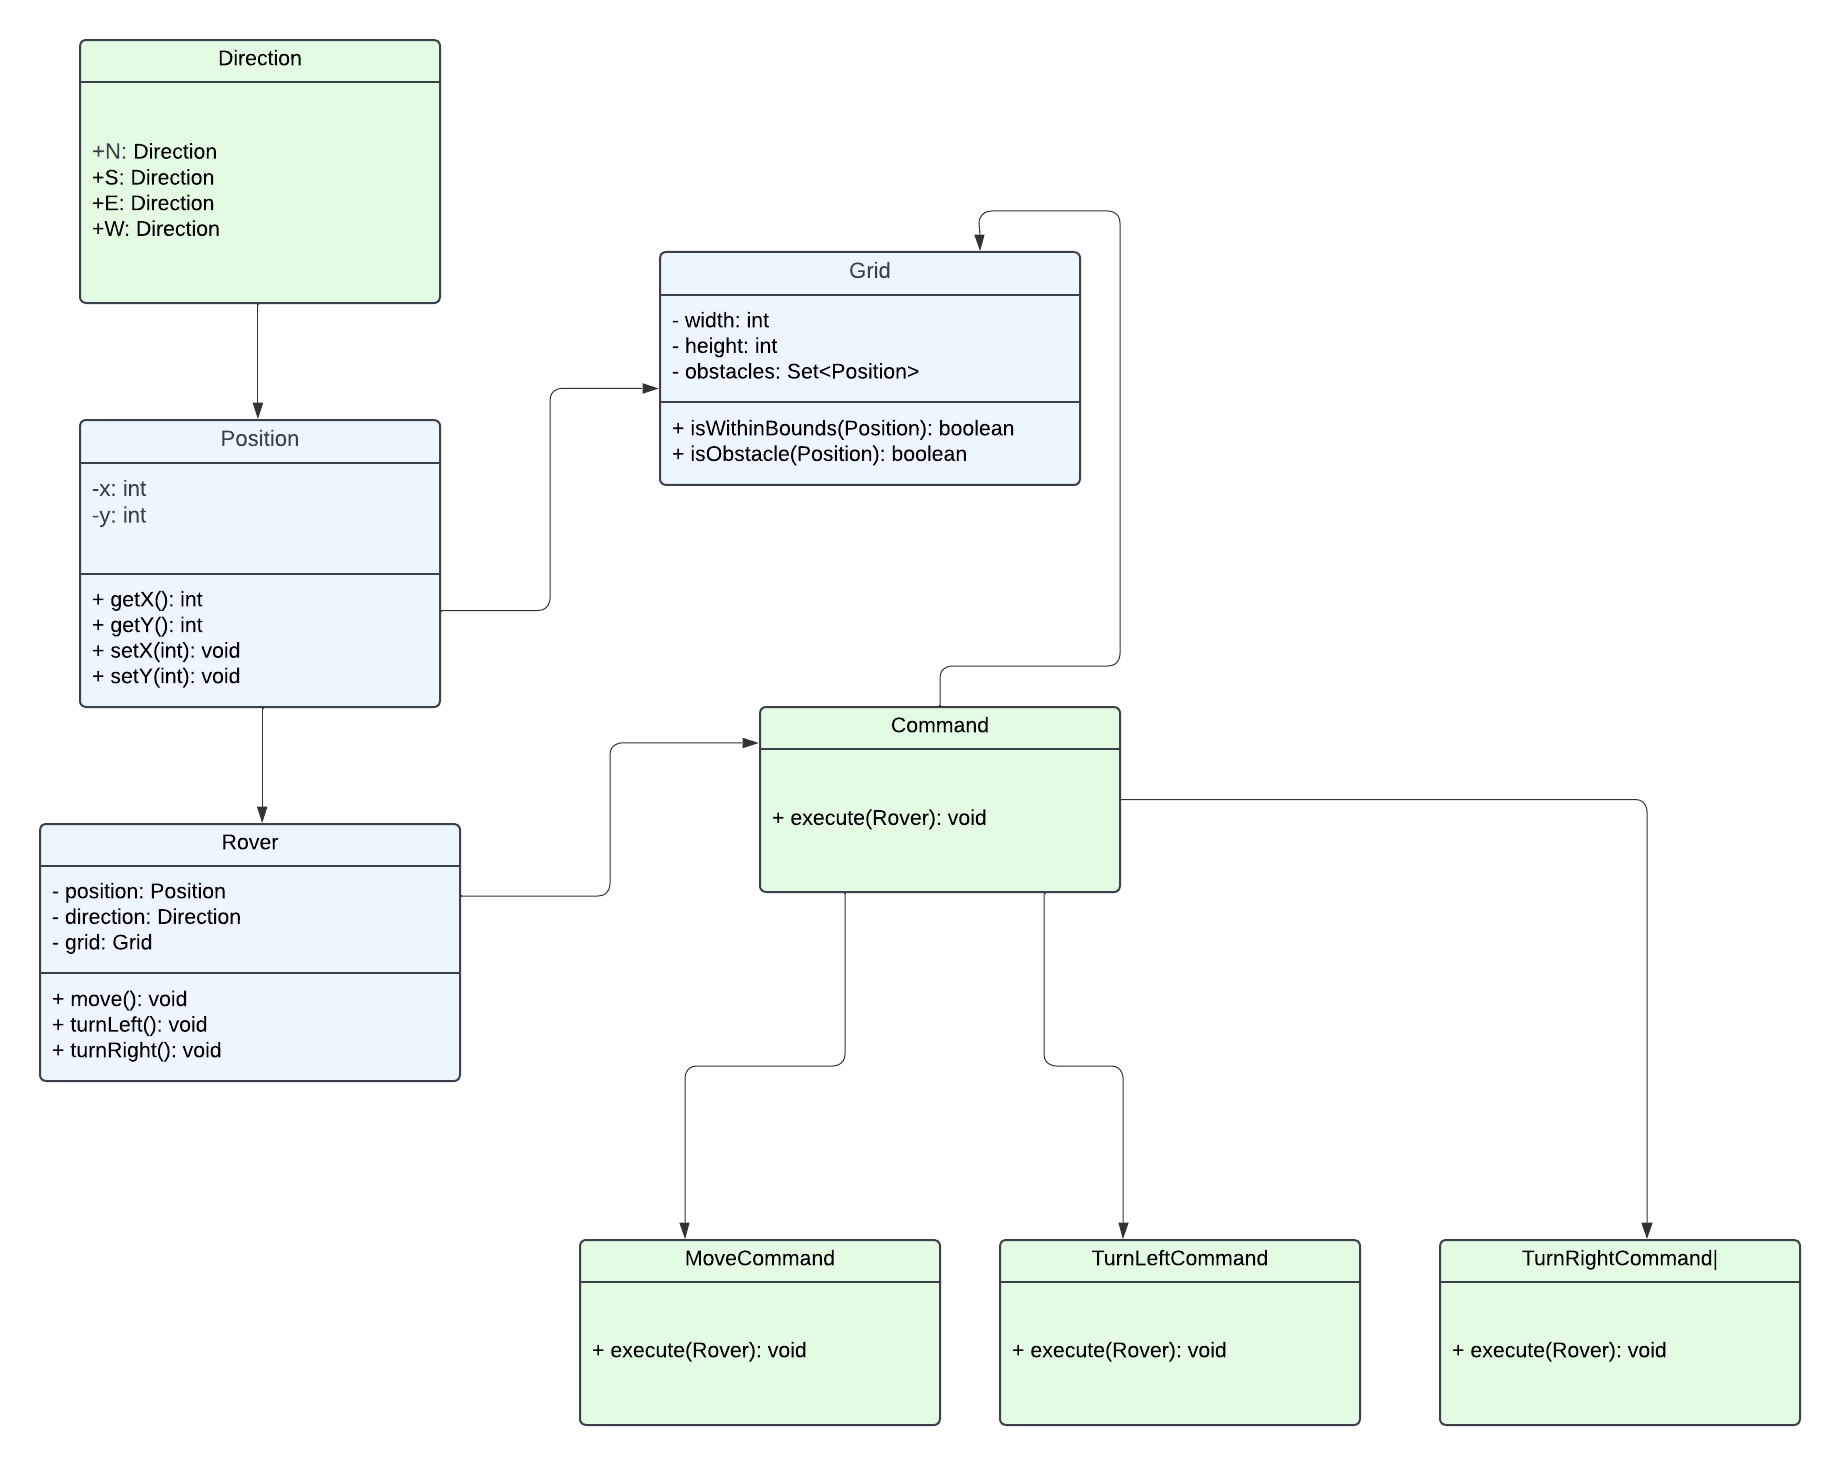 Direction
+N: Direction
+S: Direction
+E: Direction
+W: Direction
Grid
- width: int
- height: int
- obstacles: Set<Position>
+ isWithinBounds(Position): boolean
+ isObstacle(Position): boolean
Position
-x: int
-y: int
+ getX(): int
+ getY(): int
+ setX(int): void
+ setY(int): void
Command
+ execute(Rover): void
Rover
- position: Position
- direction: Direction
- grid: Grid
+ move(): void
+ turnLeft(): void
+ turnRight(): void
MoveCommand
+ execute(Rover): void
TurnLeftCommand
+ execute(Rover): void
TurnRightCommand|
+ execute(Rover): void